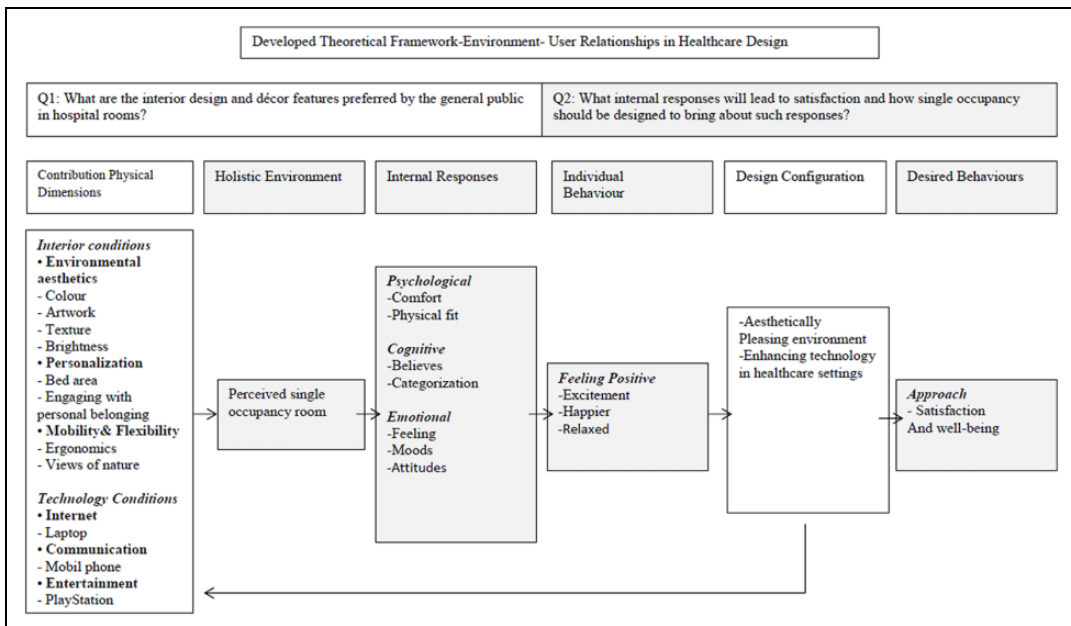 Developed Theoretical Framework-Environment- User Relationships in Healthcare Design
Q1: What are the interior design and décor features preferred by the general public
in hospital rooms?
Q2: What internal responses will lead to satisfaction and how single occupancy
should be designed to bring about such responses?
Contribution Physical
Dimensions
Holistic Environment
Internal Responses
Individual
Behaviour
Design Configuration
Desired Behaviours
Interior conditions
• Environmental
aesthetics
- Colour
- Artwork
- Texture
- Brightness
• Personalization
- Bed area
- Engaging with
personal belonging
• Mobility& Flexibility
- Ergonomics
- Views of nature
Technology Conditions
• Internet
- Laptop
• Communication
- Mobil phone
• Entertainment
- PlayStation
Perceived single
occupancy room
Psychological
-Comfort
-Physical fit
Cognitive
-Believes
-Categorization
Emotional
-Feeling
-Moods
-Attitudes
Feeling Positive
-Excitement
-Happier
-Relaxed
-Aesthetically
Pleasing environment
-Enhancing technology
in healthcare settings
Approach
- Satisfaction
And well-being